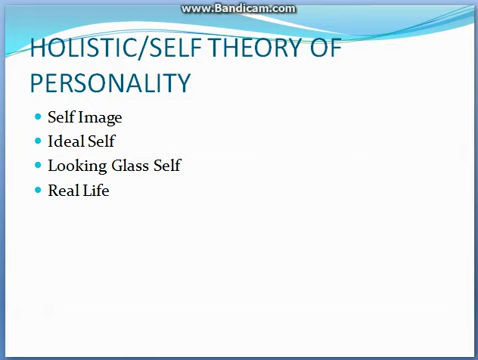 www.Bandicam.com
HOLISTIC/SELF THEORY OF
PERSONALITY
Self Image
Ideal Self
Looking Glass Self
Real Life